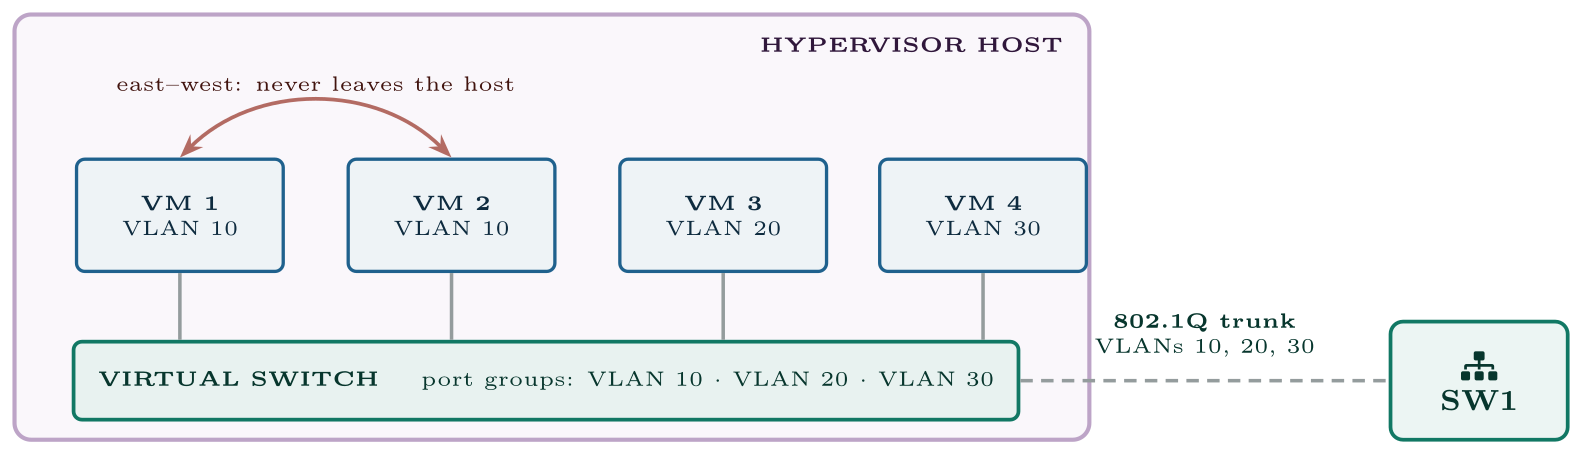 HYPERVISOR HOST
east–west: never leaves the host
VM 1
VLAN 10
VM 2
VLAN 10
VM 3
VLAN 20
VM 4
VLAN 30
802.1Q trunk
VLANs 10, 20, 30
VIRTUAL SWITCH port groups: VLAN 10 · VLAN 20 · VLAN 30
SW1